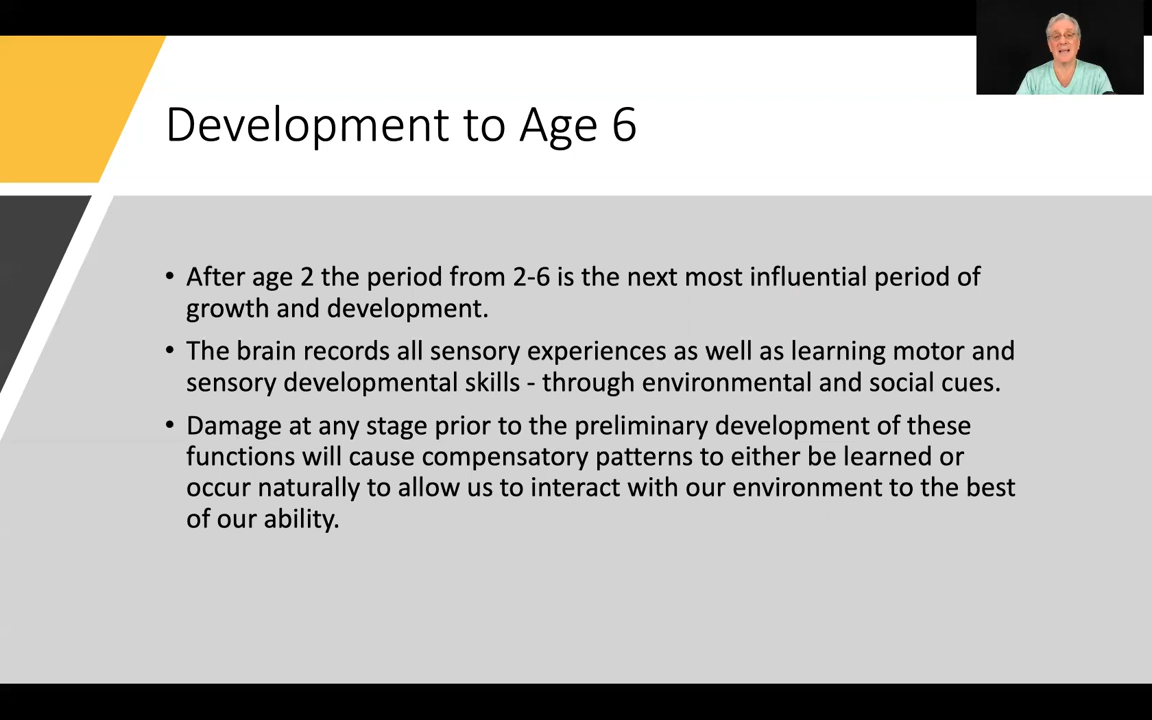 Development to Age 6
• After age 2 the period from 2-6 is the next most influential period of
growth and development.
• The brain records all sensory experiences as well as learning motor and
sensory developmental skills - through environmental and social cues.
• Damage at any stage prior to the preliminary development of these
functions will cause compensatory patterns to either be learned or
occur naturally to allow us to interact with our environment to the best
of our ability.